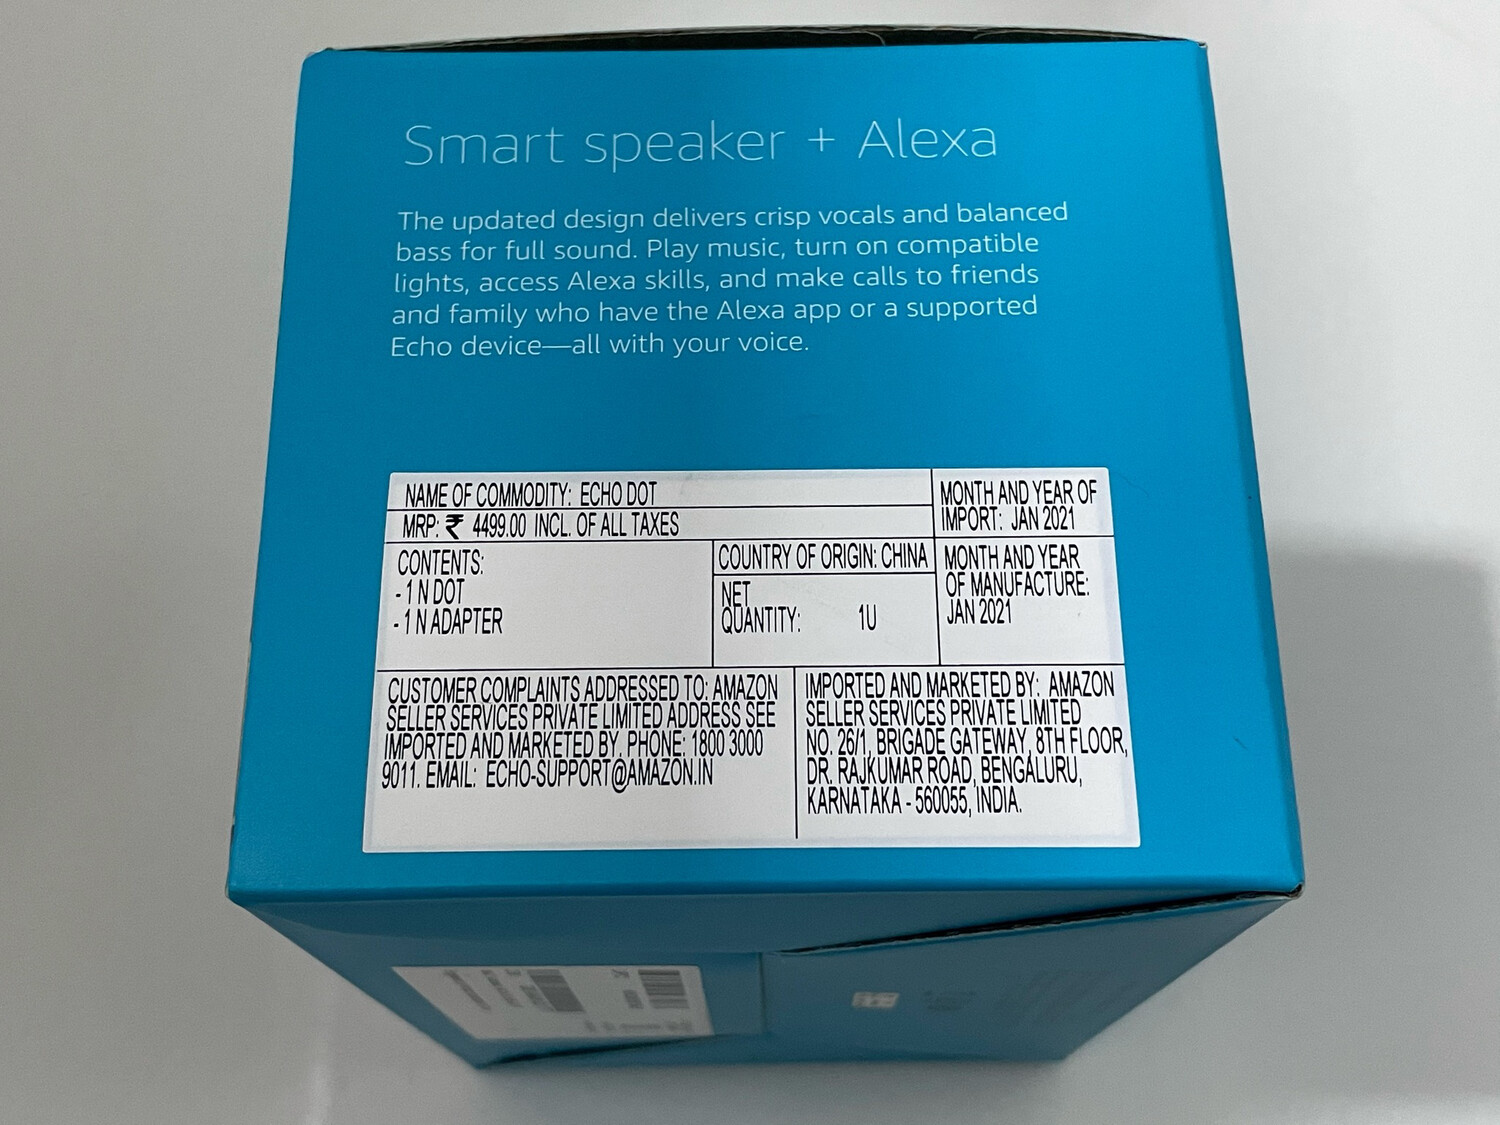 Smart speaker + Alexa
The updated design delivers crisp vocals and balanced
bass for full sound. Play music, turn on compatible
lights, access Alexa skills, and make calls to friends
and family who have the Alexa app or a supported
Echo device—all with your voice.
NAME OF COMMODITY: ECHO DOT
MRP: ₹ 4499.00 INCL. OF ALL TAXES
MONTH AND YEAR OF
IMPORT: JAN 2021
CONTENTS:
- 1 N DOT
- 1 N ADAPTER
COUNTRY OF ORIGIN: CHINA
NET
QUANTITY: 1U
MONTH AND YEAR
OF MANUFACTURE:
JAN 2021
CUSTOMER COMPLAINTS ADDRESSED TO: AMAZON
SELLER SERVICES PRIVATE LIMITED ADDRESS SEE
IMPORTED AND MARKETED BY. PHONE: 1800 3000
9011. EMAIL: ECHO-SUPPORT@AMAZON.IN
IMPORTED AND MARKETED BY: AMAZON
SELLER SERVICES PRIVATE LIMITED
NO. 26/1, BRIGADE GATEWAY, 8TH FLOOR,
DR. RAJKUMAR ROAD, BENGALURU,
KARNATAKA - 560055, INDIA.